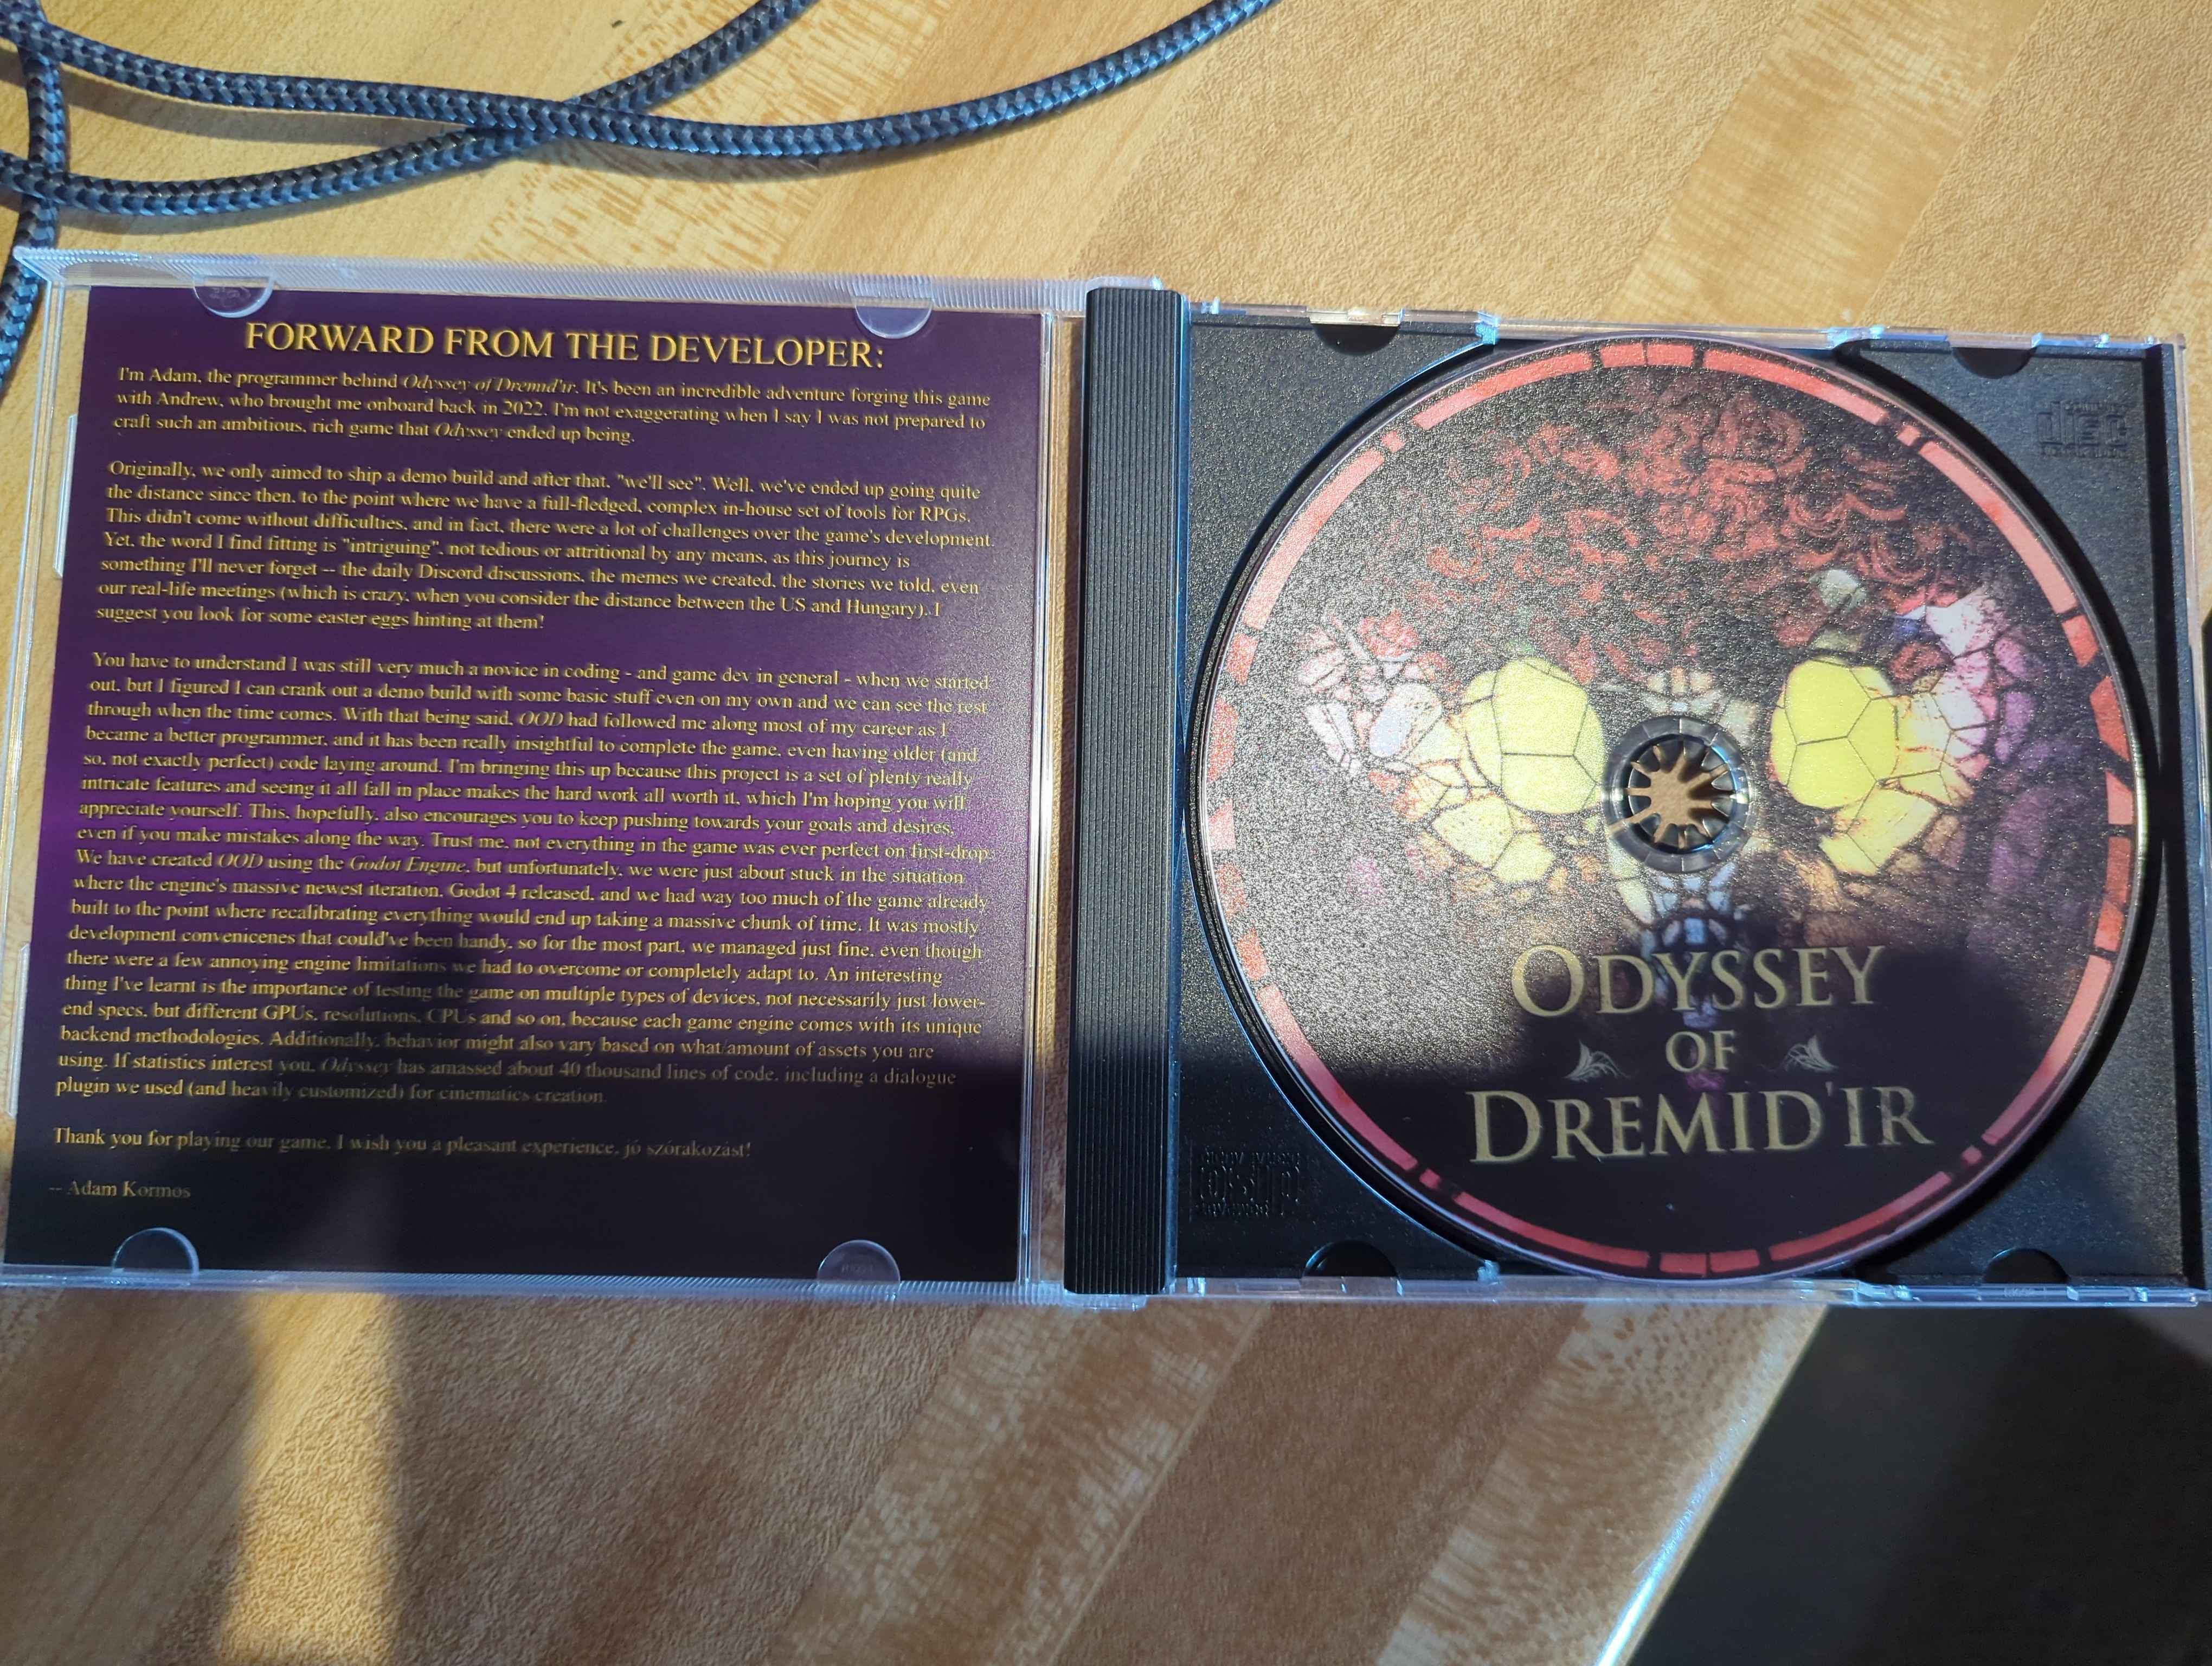 FORWARD FROM THE DEVELOPER:
I'm Adam, the programmer behind Odyssey of Dremid'ir. It's been an incredible adventure forging this game
with Andrew, who brought me onboard back in 2022. I'm not exaggerating when I say I was not prepared to
craft such an ambitious, rich game that Odyssey ended up being.
Originally, we only aimed to ship a demo build and after that, "we'll see". Well, we've ended up going quite
the distance since then, to the point where we have a full-fledged, complex in-house set of tools for RPGs.
This didn't come without difficulties, and in fact, there were a lot of challenges over the game's development.
Yet, the word I find fitting is "intriguing", not tedious or attritional by any means, as this journey is
something I'll never forget -- the daily Discord discussions, the memes we created, the stories we told, even
our real-life meetings (which is crazy, when you consider the distance between the US and Hungary). I
suggest you look for some easter eggs hinting at them!
You have to understand I was still very much a novice in coding - and game dev in general - when we started
out, but I figured I can crank out a demo build with some basic stuff even on my own and we can see the rest
through when the time comes. With that being said, OOD had followed me along most of my career as I
became a better programmer, and it has been really insightful to complete the game, even having older (and,
so, not exactly perfect) code laying around. I'm bringing this up because this project is a set of plenty really
intricate features and seeing it all fall in place makes the hard work all worth it, which I'm hoping you will
appreciate yourself. This, hopefully, also encourages you to keep pushing towards your goals and desires,
even if you make mistakes along the way. Trust me, not everything in the game was ever perfect on first-drop.
We have created OOD using the Godot Engine, but unfortunately, we were just about stuck in the situation
where the engine's massive newest iteration, Godot 4 released, and we had way too much of the game already
built to the point where recalibrating everything would end up taking a massive chunk of time. It was mostly
development convenicenes that could've been handy, so for the most part, we managed just fine, even though
there were a few annoying engine limitations we had to overcome or completely adapt to. An interesting
thing I've learnt is the importance of testing the game on multiple types of devices, not necessarily just lower-
end specs, but different GPUs, resolutions, CPUs and so on, because each game engine comes with its unique
backend methodologies. Additionally, behavior might also vary based on what amount of assets you are
using. If statistics interest you, Odyssey has amassed about 40 thousand lines of code, including a dialogue
plugin we used (and heavily customized) for cinematics creation.
Thank you for playing our game, I wish you a pleasant experience, jó szórakozást!
-- Adam Kormos
ODYSSEY
OF
DREMID'IR
disc